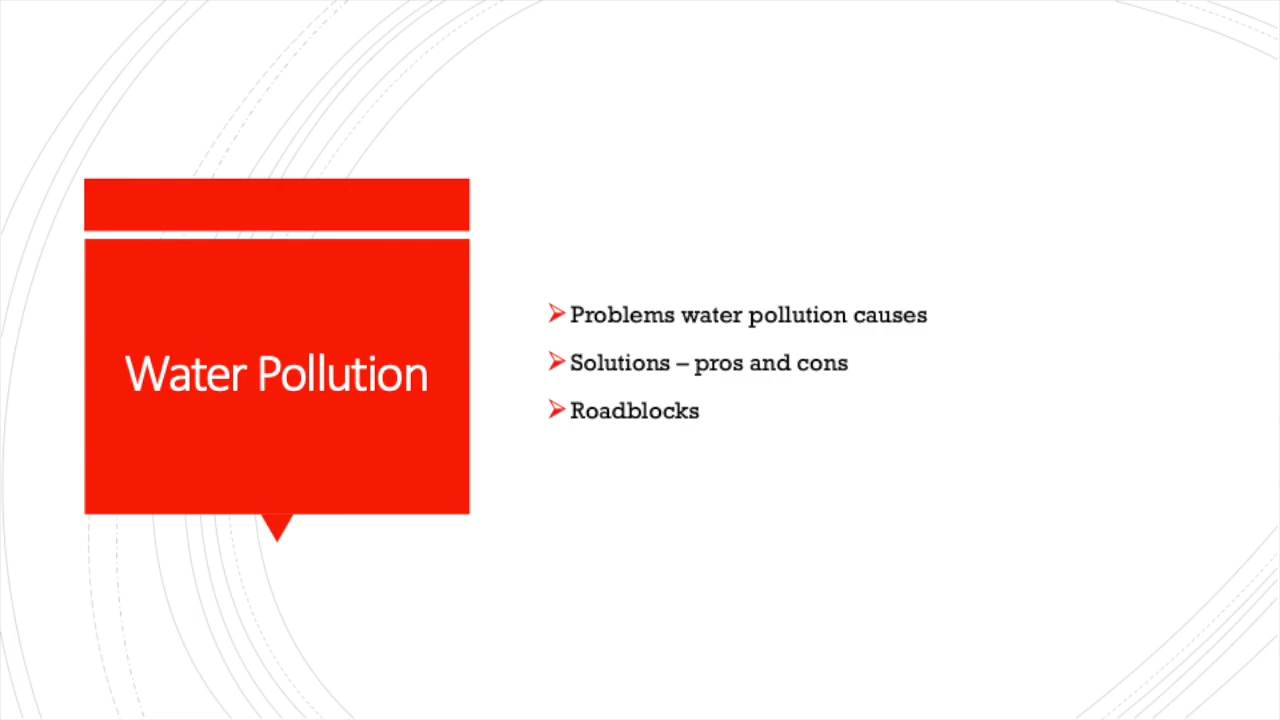 Water Pollution
Problems water pollution causes
Solutions – pros and cons
Roadblocks